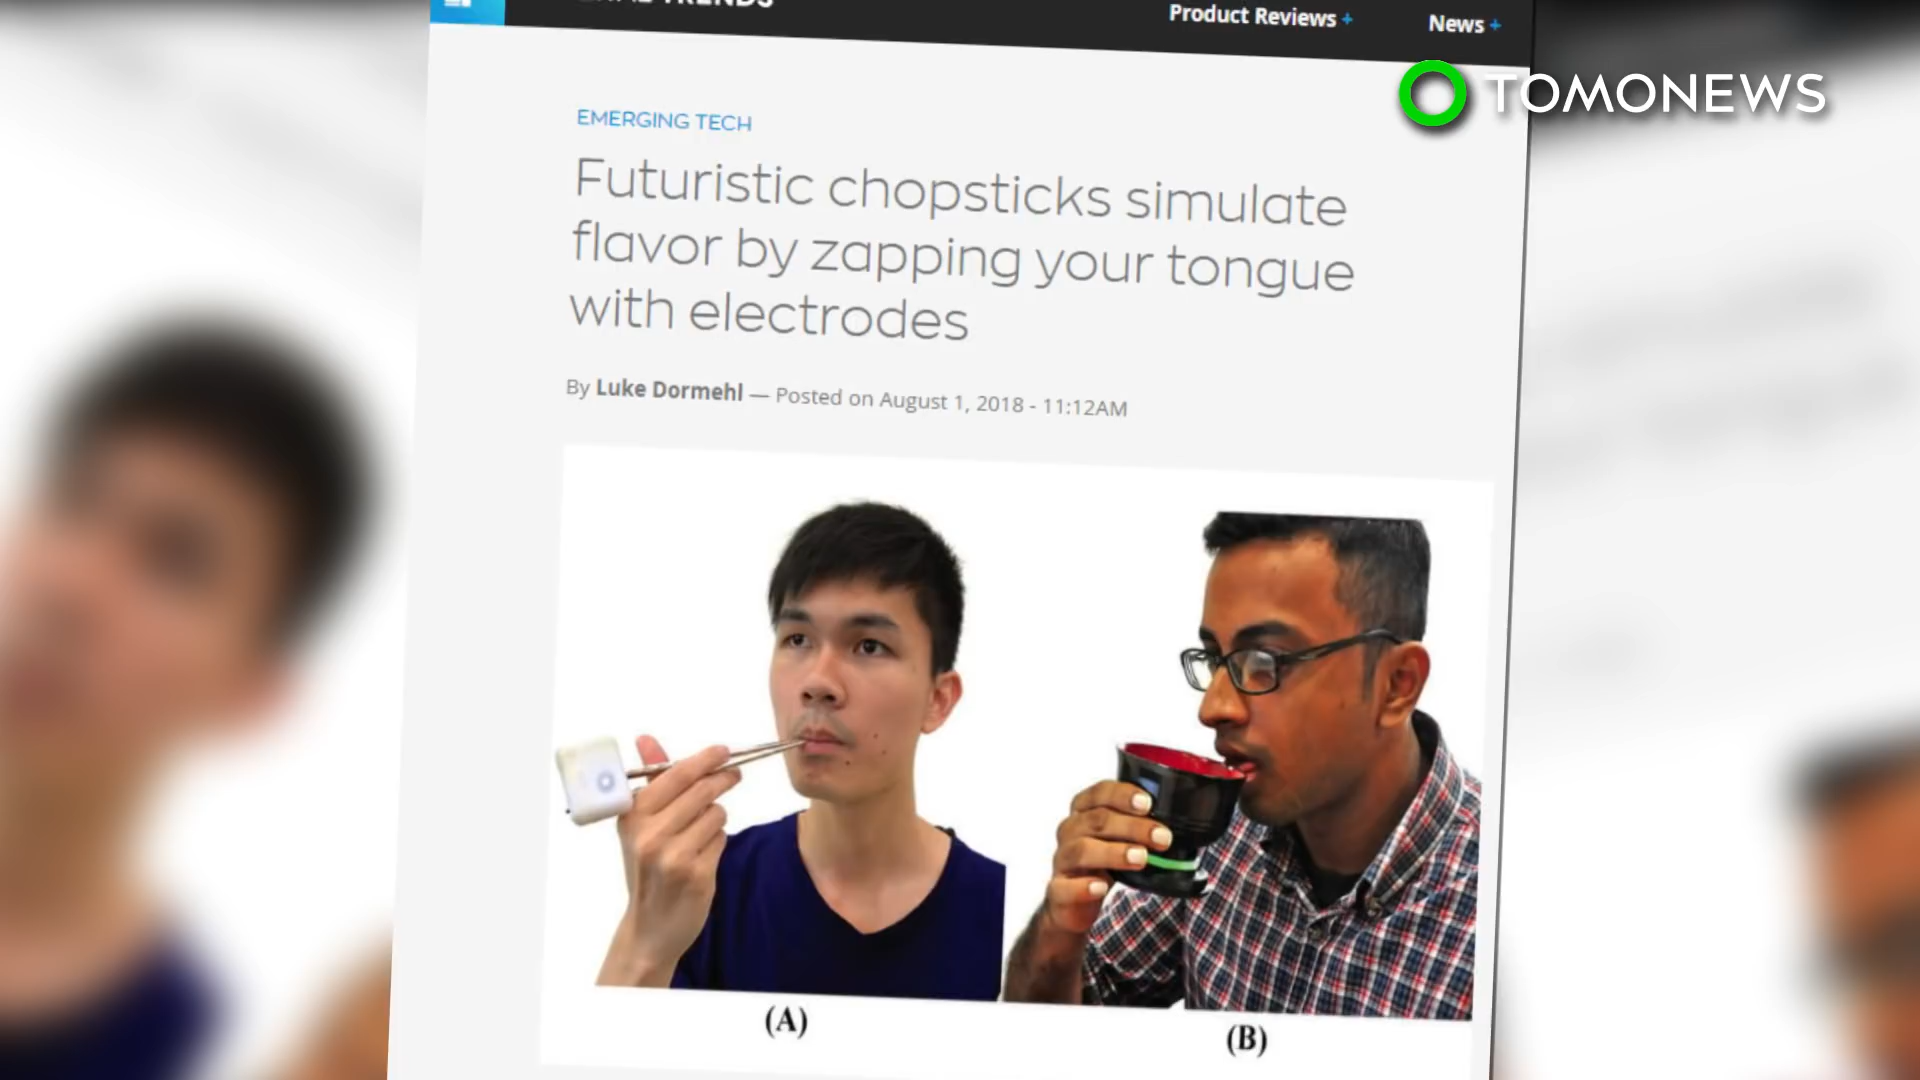 TRENDS
Product Reviews +
News +
TOMONEWS
EMERGING TECH
Futuristic chopsticks simulate
flavor by zapping your tongue
with electrodes
By Luke Dormehl — Posted on August 1, 2018 - 11:12AM
(A)
(B)